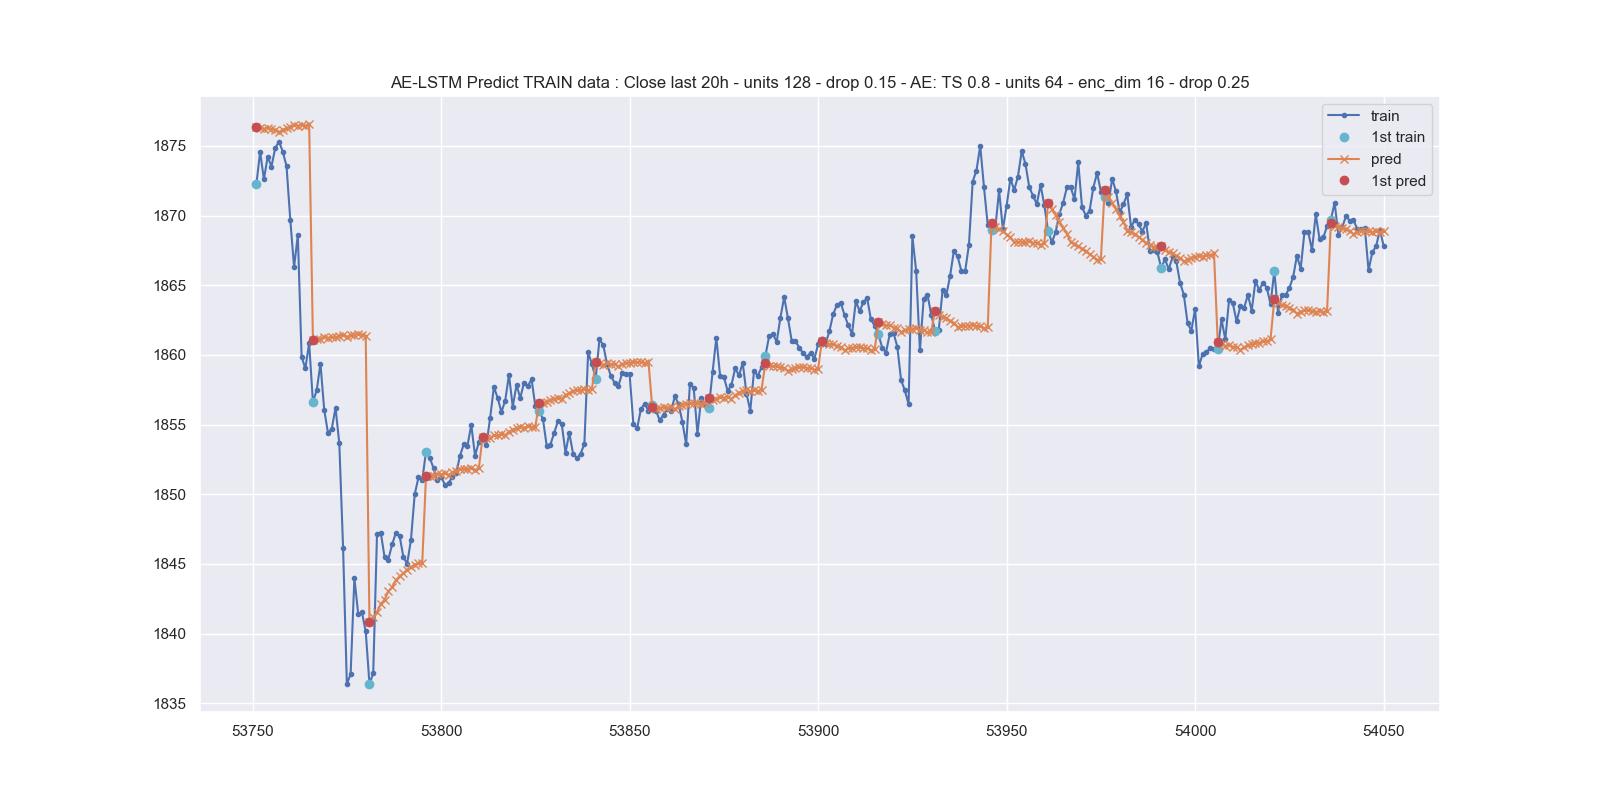 AE-LSTM Predict TRAIN data : Close last 20h - units 128 - drop 0.15 - AE: TS 0.8 - units 64 - enc_dim 16 - drop 0.25
train
1st train
pred
1st pred
1875
1870
1865
1860
1855
1850
1845
1840
1835
53750 53800 53850 53900 53950 54000 54050